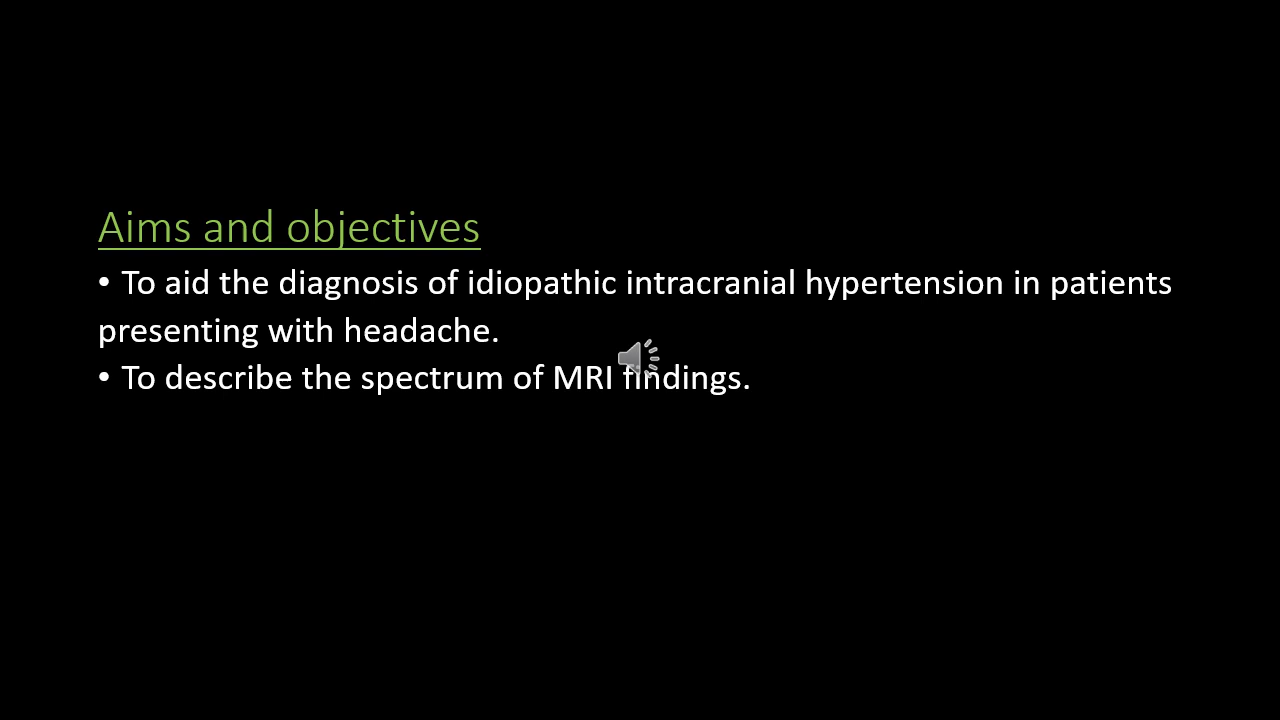 Aims and objectives
• To aid the diagnosis of idiopathic intracranial hypertension in patients
presenting with headache.
• To describe the spectrum of MRI findings.